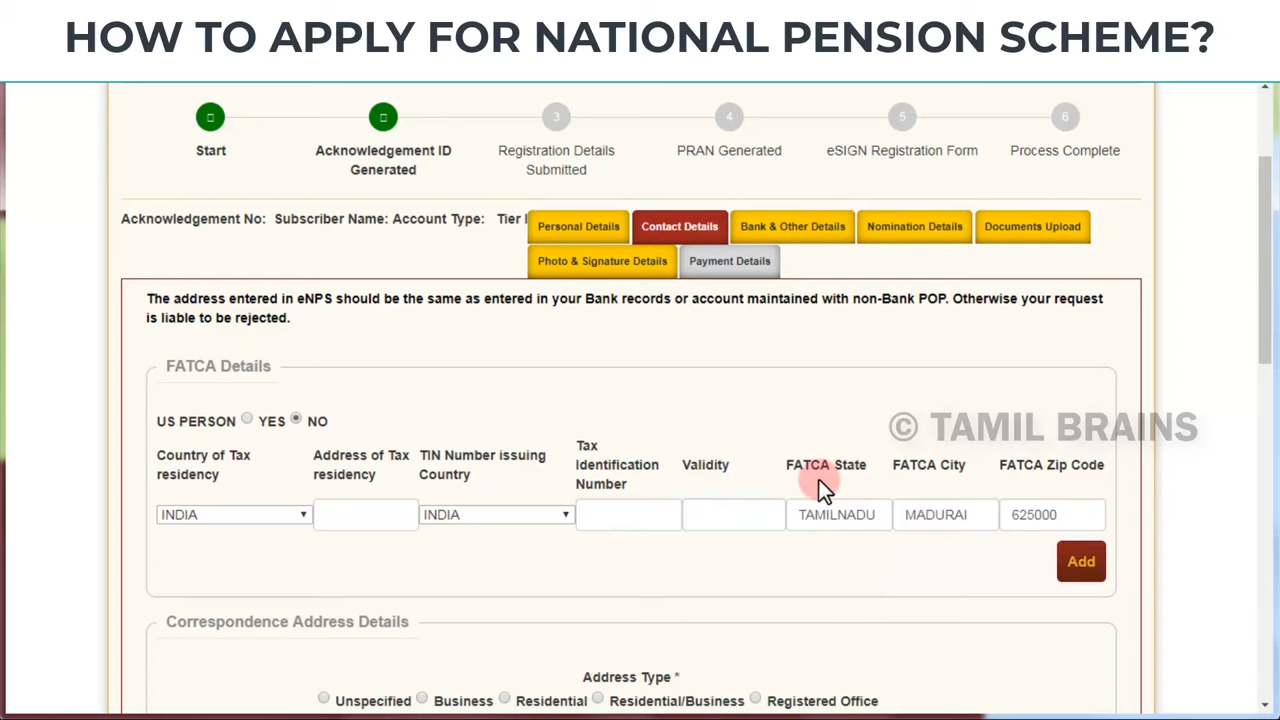 HOW TO APPLY FOR NATIONAL PENSION SCHEME?
3
4
5
6
Start
Acknowledgement ID
Generated
Registration Details
Submitted
PRAN Generated
eSIGN Registration Form
Process Complete
Acknowledgement No: Subscriber Name: Account Type: Tier I
Personal Details
Contact Details
Bank & Other Details
Nomination Details
Documents Upload
Photo & Signature Details
Payment Details
The address entered in eNPS should be the same as entered in your Bank records or account maintained with non-Bank POP. Otherwise your request
is liable to be rejected.
FATCA Details
US PERSON YES NO
© TAMIL BRAINS
Country of Tax
residency
Address of Tax
residency
TIN Number issuing
Country
Tax
Identification
Number
Validity
FATCA State
FATCA City
FATCA Zip Code
INDIA
INDIA
TAMILNADU
MADURAI
625000
Add
Correspondence Address Details
Address Type *
Unspecified Business Residential Residential/Business Registered Office